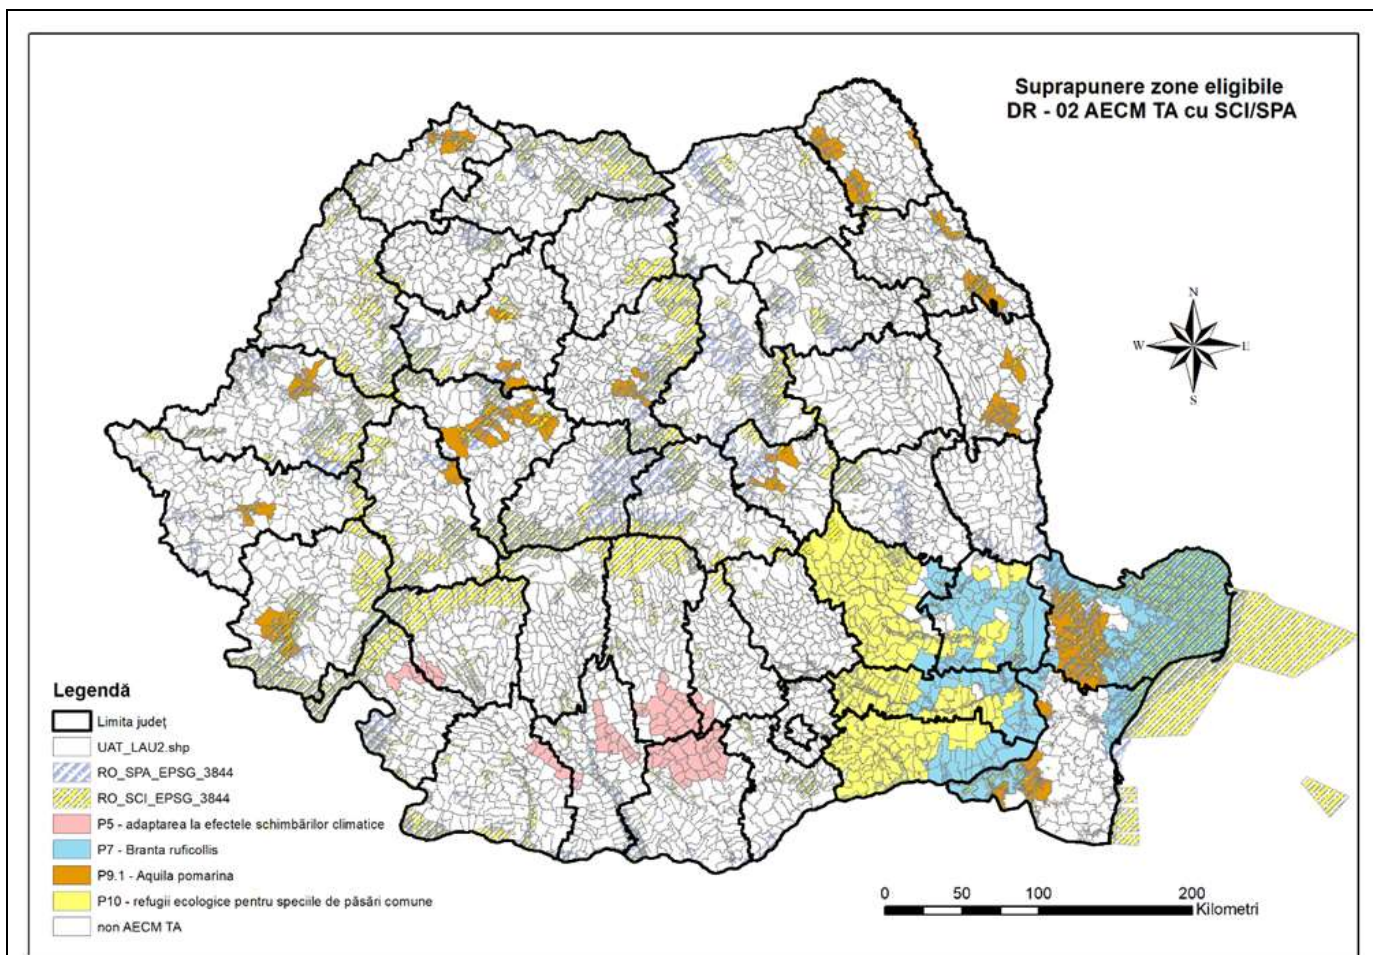 Suprapunere zone eligibile
DR - 02 AECM TA cu SCI/SPA
N
W E
S
Legendă
Limita județ
UAT_LAU2.shp
RO_SPA_EPSG_3844
RO_SCI_EPSG_3844
P5 - adaptarea la efectele schimbărilor climatice
P7 - Branta ruficollis
P9.1 - Aquila pomarina
P10 - refugii ecologice pentru speciile de păsări comune
non AECM TA
0 50 100 200
Kilometri